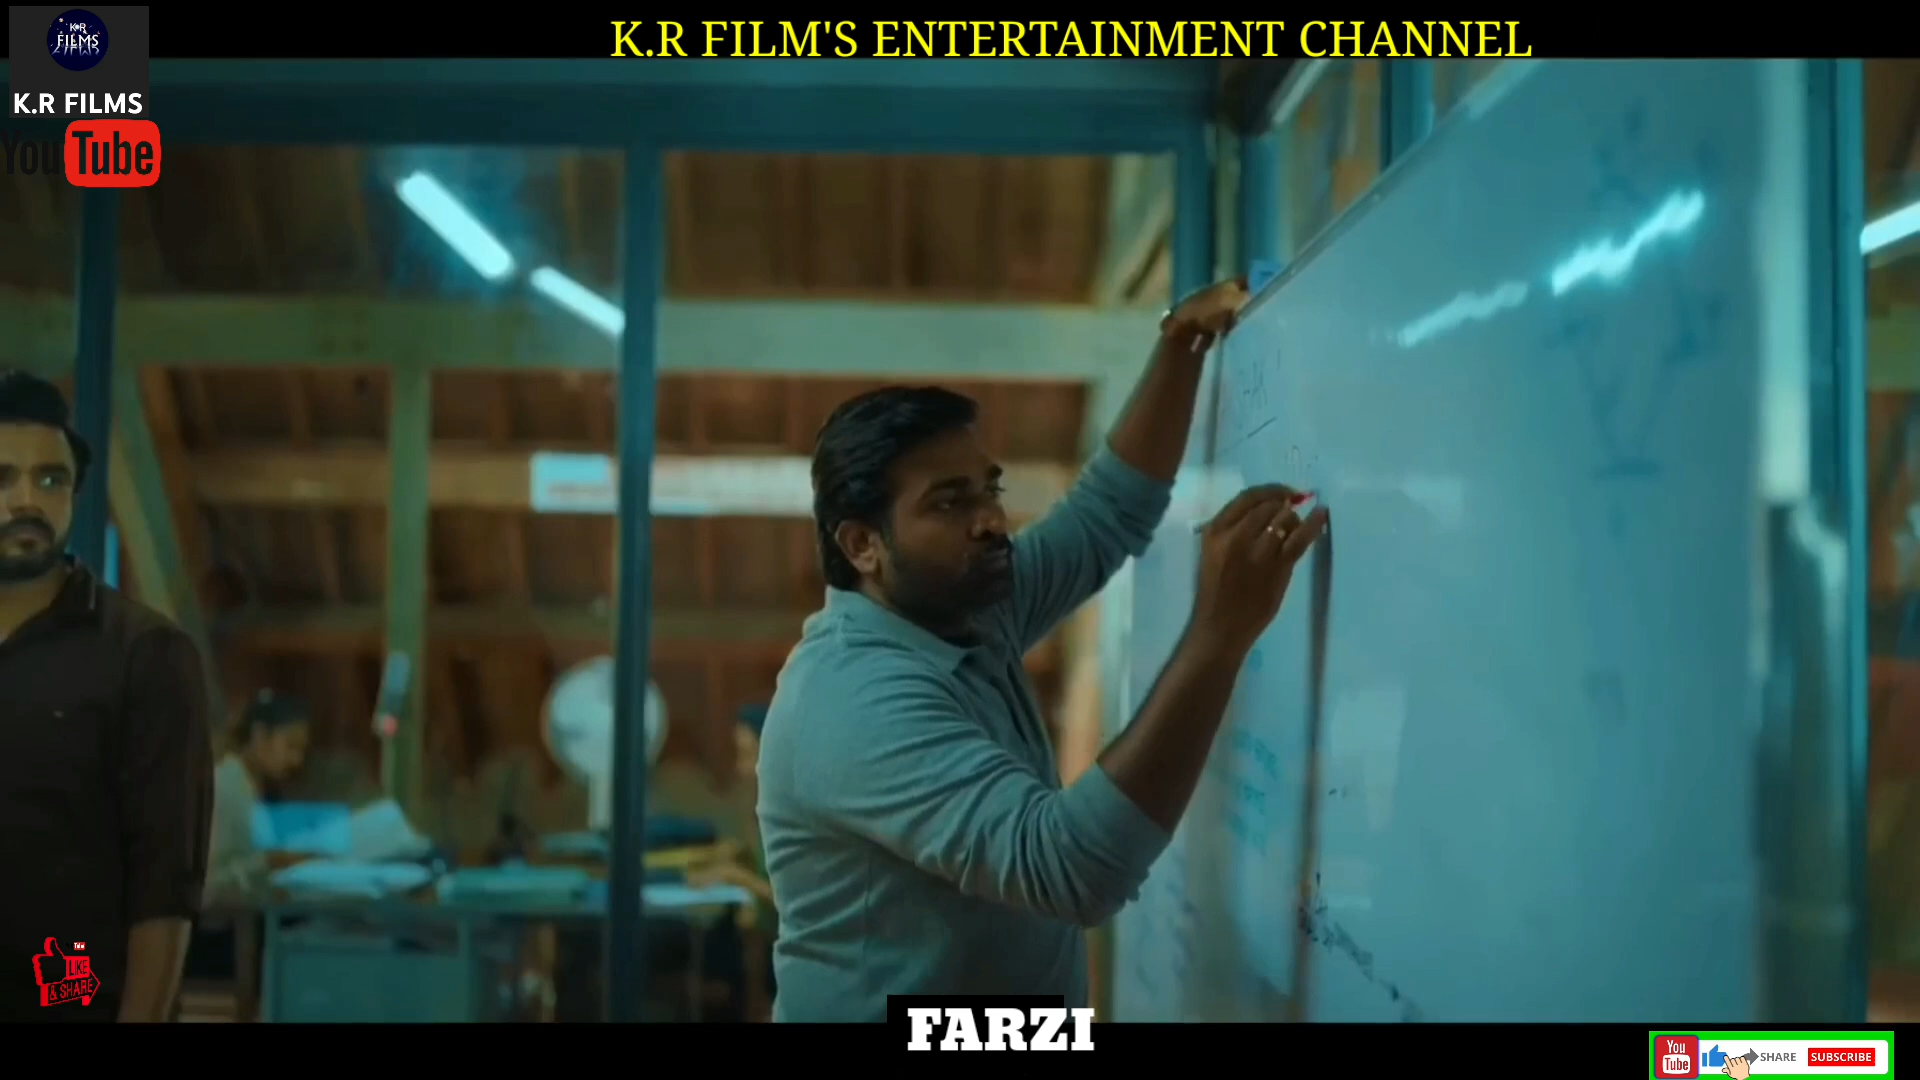 K.R FILM'S ENTERTAINMENT CHANNEL
K.R
FILMS
K.R FILMS
YouTube
LIKE
& SHARE
FARZI
You
Tube
SHARE
SUBSCRIBE